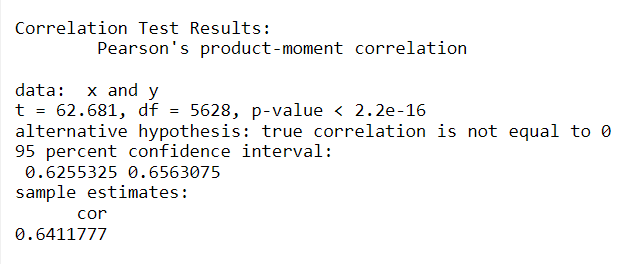 Correlation Test Results:
Pearson's product-moment correlation
data: x and y
t = 62.681, df = 5628, p-value < 2.2e-16
alternative hypothesis: true correlation is not equal to 0
95 percent confidence interval:
0.6255325 0.6563075
sample estimates:
cor
0.6411777